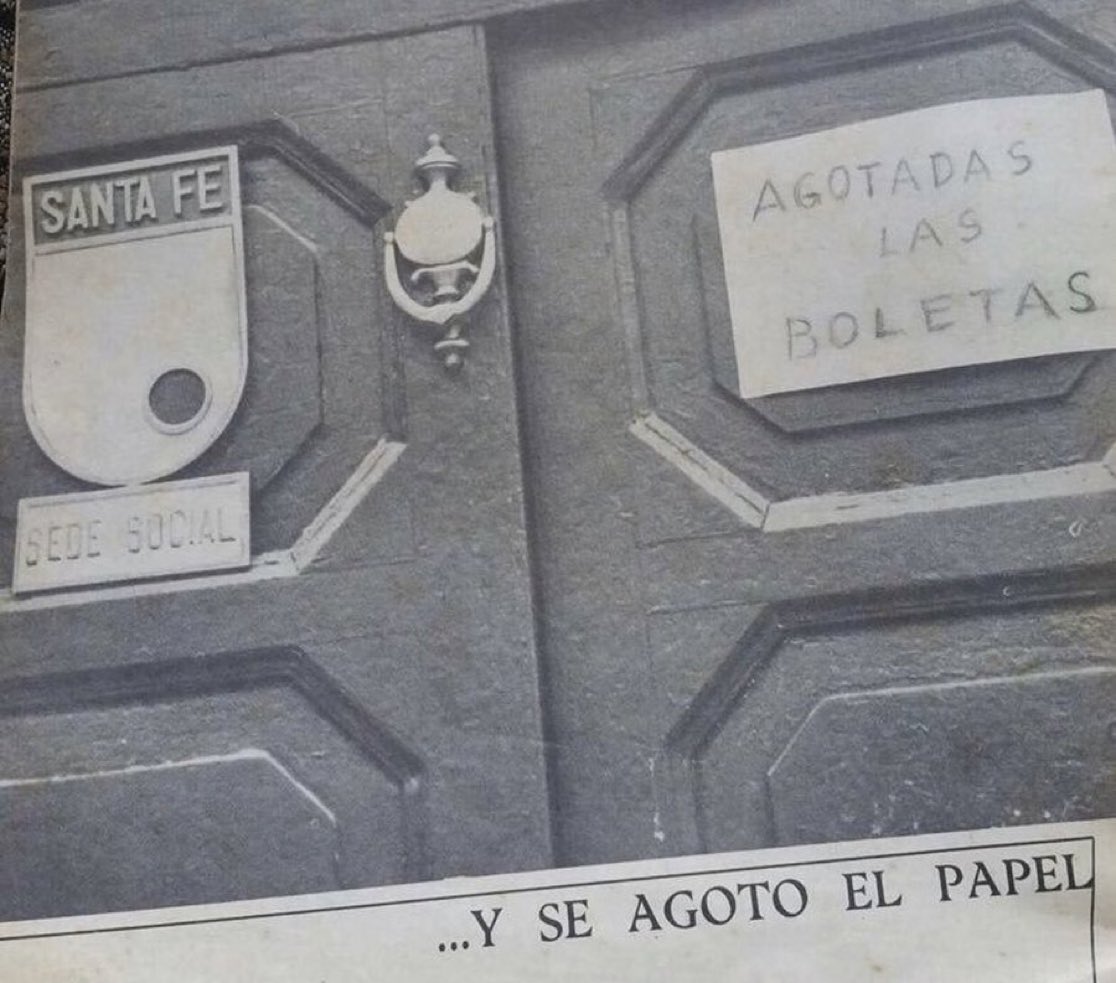 SANTA FE
SEDE SOCIAL
AGOTADAS
LAS
BOLETAS
...Y SE AGOTO EL PAPEL